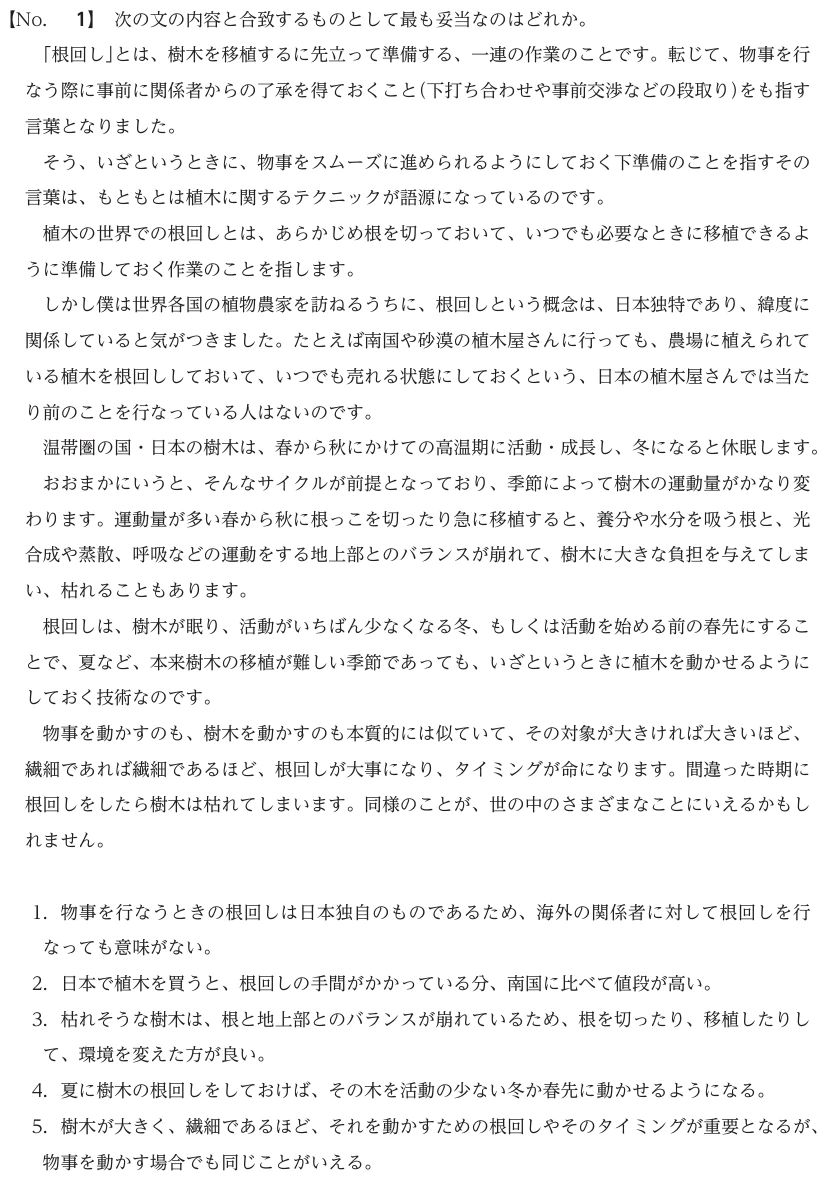 【No. 1】 次の文の内容と合致するものとして最も妥当なのはどれか。
「根回し」とは、樹木を移植するに先立って準備する、一連の作業のことです。転じて、物事を行
なう際に事前に関係者からの了承を得ておくこと(下打ち合わせや事前交渉などの段取り)をも指す
言葉となりました。
そう、いざというときに、物事をスムーズに進められるようにしておく下準備のことを指すその
言葉は、もともとは植木に関するテクニックが語源になっているのです。
植木の世界での根回しとは、あらかじめ根を切っておいて、いつでも必要なときに移植できるよ
うに準備しておく作業のことを指します。
しかし僕は世界各国の植物農家を訪ねるうちに、根回しという概念は、日本独特であり、緯度に
関係していると気がつきました。たとえば南国や砂漠の植木屋さんに行っても、農場に植えられて
いる植木を根回ししておいて、いつでも売れる状態にしておくという、日本の植木屋さんでは当た
り前のことを行なっている人はないのです。
温帯圏の国・日本の樹木は、春から秋にかけての高温期に活動・成長し、冬になると休眠します。
おおまかにいうと、そんなサイクルが前提となっており、季節によって樹木の運動量がかなり変
わります。運動量が多い春から秋に根っこを切ったり急に移植すると、養分や水分を吸う根と、光
合成や蒸散、呼吸などの運動をする地上部とのバランスが崩れて、樹木に大きな負担を与えてしま
い、枯れることもあります。
根回しは、樹木が眠り、活動がいちばん少なくなる冬、もしくは活動を始める前の春先にするこ
とで、夏など、本来樹木の移植が難しい季節であっても、いざというときに植木を動かせるように
しておく技術なのです。
物事を動かすのも、樹木を動かすのも本質的には似ていて、その対象が大きければ大きいほど、
繊細であれば繊細であるほど、根回しが大事になり、タイミングが命になります。間違った時期に
根回しをしたら樹木は枯れてしまいます。同様のことが、世の中のさまざまなことにいえるかもし
れません。
1. 物事を行なうときの根回しは日本独自のものであるため、海外の関係者に対して根回しを行
なっても意味がない。
2. 日本で植木を買うと、根回しの手間がかかっている分、南国に比べて値段が高い。
3. 枯れそうな樹木は、根と地上部とのバランスが崩れているため、根を切ったり、移植したりし
て、環境を変えた方が良い。
4. 夏に樹木の根回しをしておけば、その木を活動の少ない冬か春先に動かせるようになる。
5. 樹木が大きく、繊細であるほど、それを動かすための根回しやそのタイミングが重要となるが、
物事を動かす場合でも同じことがいえる。